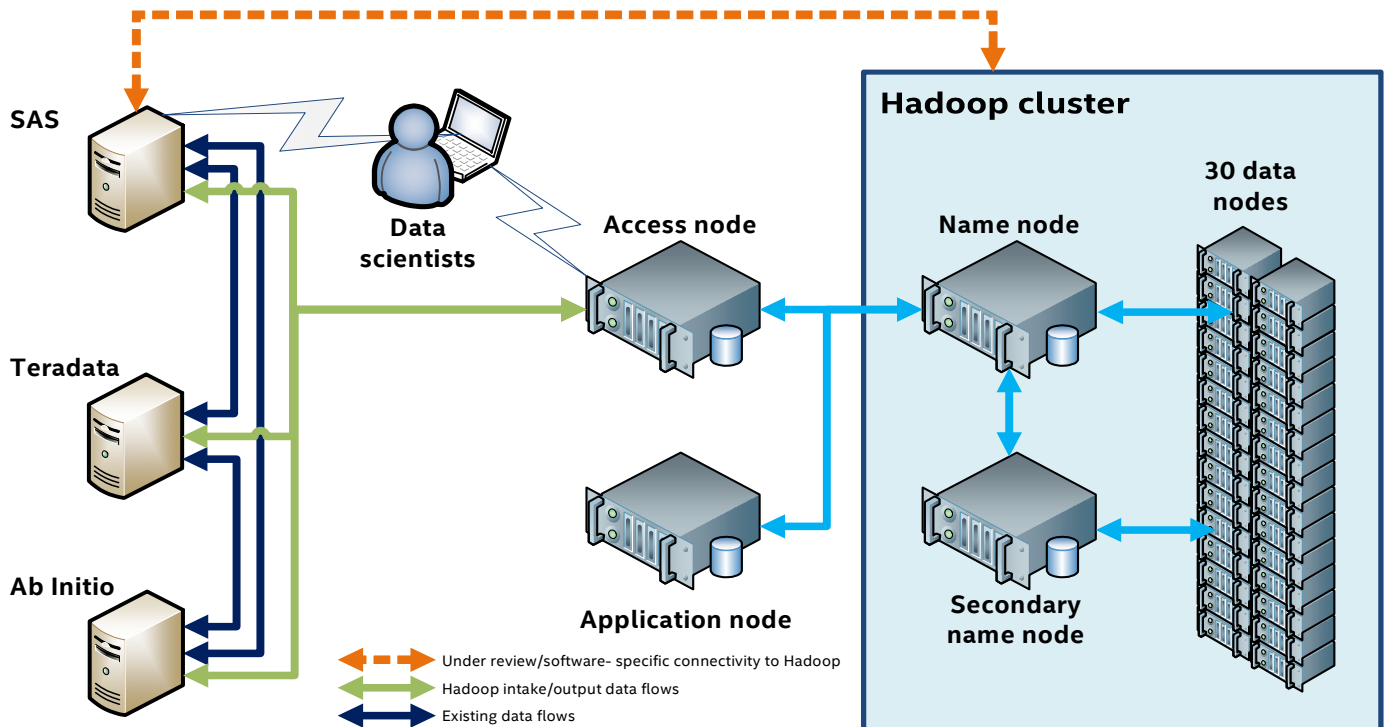 SAS
Hadoop cluster
30 data
nodes
Data
scientists
Access node
Name node
Teradata
Ab Initio
Application node
Secondary
name node
Under review/software- specific connectivity to Hadoop
Hadoop intake/output data flows
Existing data flows